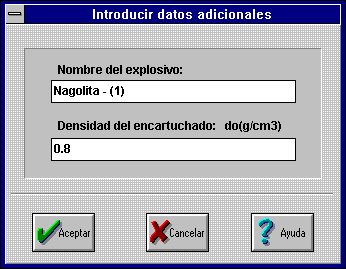 Introducir datos adicionales
Nombre del explosivo:
Nagolita - (1)
Densidad del encartuchado: do(g/cm3)
0.8
Aceptar
Cancelar
Ayuda